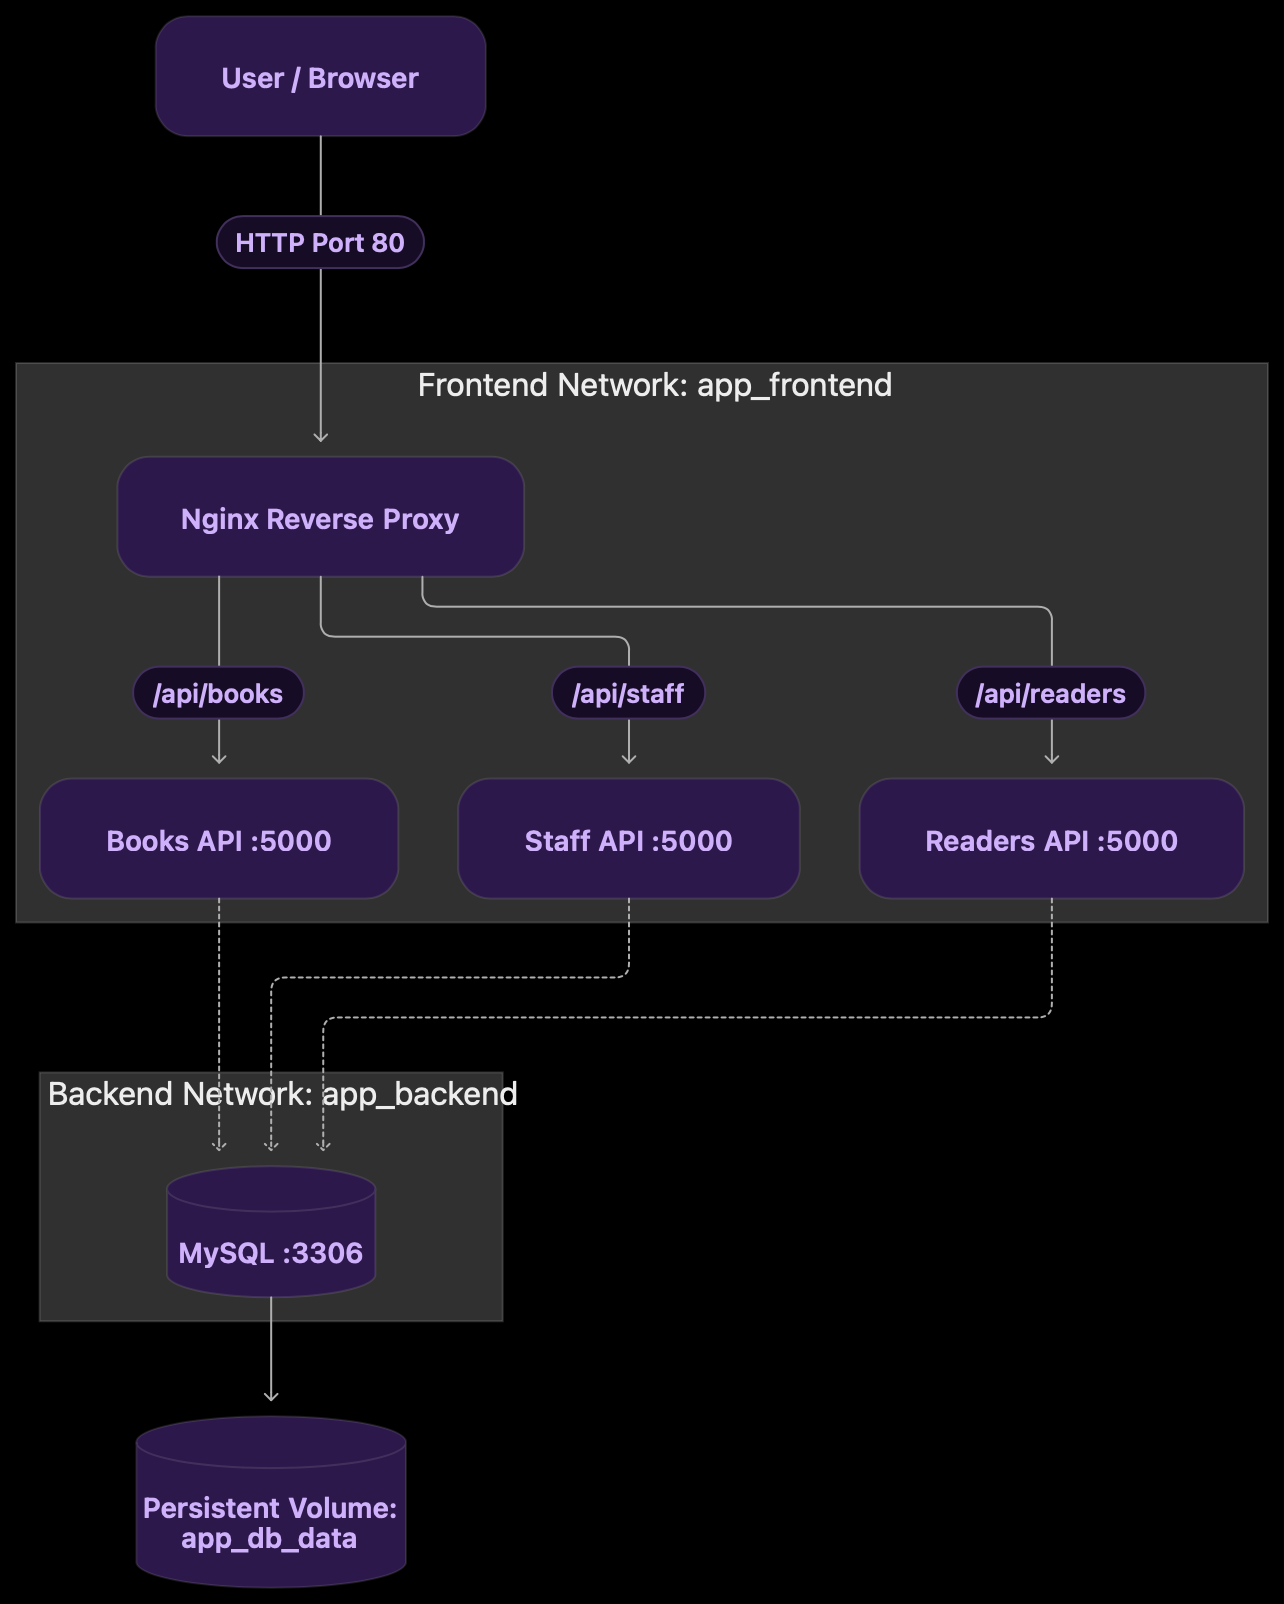 User / Browser
HTTP Port 80
Frontend Network: app_frontend
Nginx Reverse Proxy
/api/books
/api/staff
/api/readers
Books API :5000
Staff API :5000
Readers API :5000
Backend Network: app_backend
MySQL :3306
Persistent Volume:
app_db_data